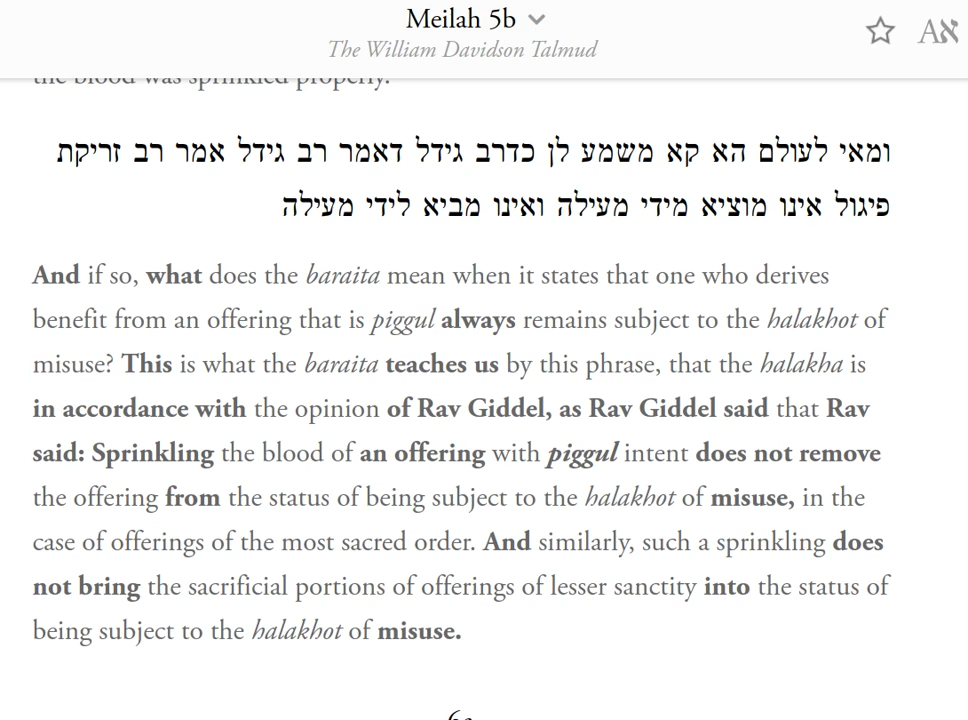 Meilah 5b
The William Davidson Talmud
Aא
the blood was sprinkled properly.
ומאי לעולם הא קא משמע לן כדרב גידל דאמר רב גידל אמר רב זריקת
פיגול אינו מוציא מידי מעילה ואינו מביא לידי מעילה
And if so, what does the baraita mean when it states that one who derives
benefit from an offering that is piggul always remains subject to the halakhot of
misuse? This is what the baraita teaches us by this phrase, that the halakha is
in accordance with the opinion of Rav Giddel, as Rav Giddel said that Rav
said: Sprinkling the blood of an offering with piggul intent does not remove
the offering from the status of being subject to the halakhot of misuse, in the
case of offerings of the most sacred order. And similarly, such a sprinkling does
not bring the sacrificial portions of offerings of lesser sanctity into the status of
being subject to the halakhot of misuse.